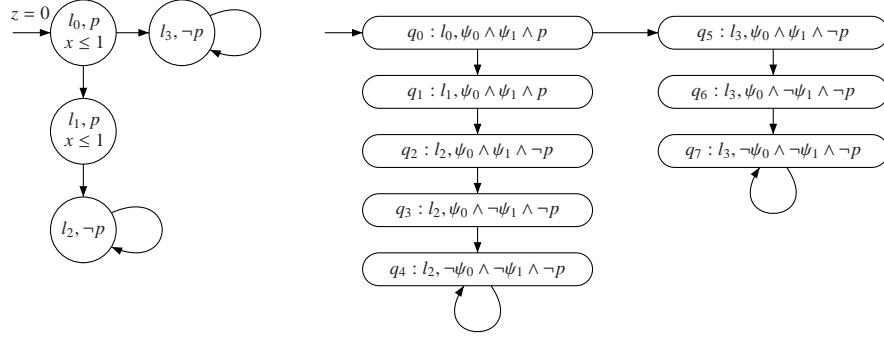 z = 0
l₀, p
x ≤ 1
l₃, ¬p
l₁, p
x ≤ 1
l₂, ¬p
q₀ : l₀, ψ₀ ∧ ψ₁ ∧ p
q₁ : l₁, ψ₀ ∧ ψ₁ ∧ p
q₂ : l₂, ψ₀ ∧ ψ₁ ∧ ¬p
q₃ : l₂, ψ₀ ∧ ¬ψ₁ ∧ ¬p
q₄ : l₂, ¬ψ₀ ∧ ¬ψ₁ ∧ ¬p
q₅ : l₃, ψ₀ ∧ ψ₁ ∧ ¬p
q₆ : l₃, ψ₀ ∧ ¬ψ₁ ∧ ¬p
q₇ : l₃, ¬ψ₀ ∧ ¬ψ₁ ∧ ¬p